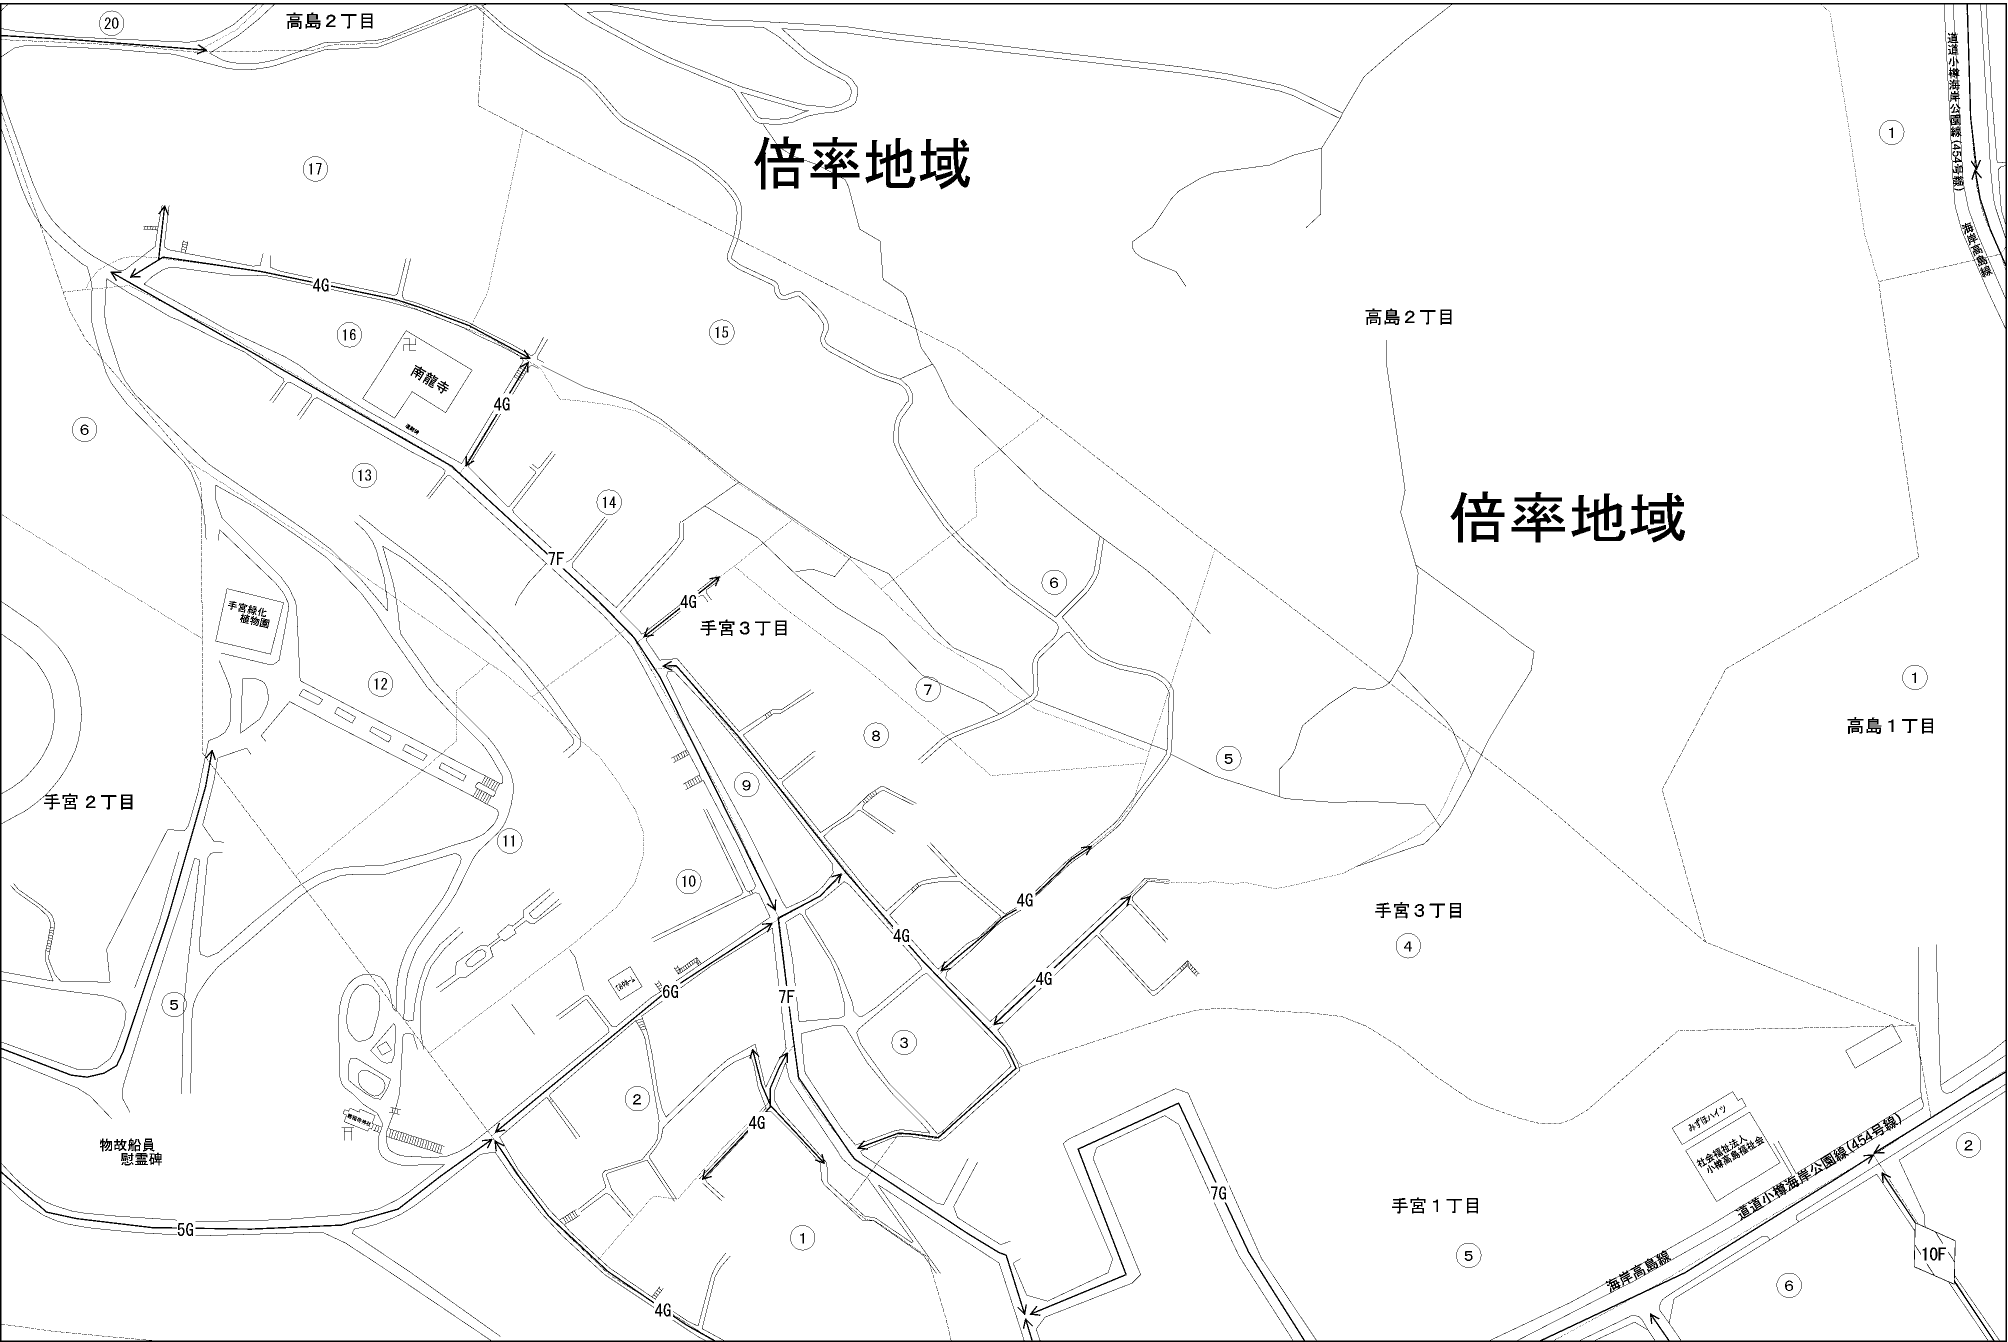 ⑳
高島２丁目
道道小樽海岸公園線(454号線)
①
⑰
倍率地域
海岸高島線
4G
⑯
⑮
高島２丁目
南龍寺
4G
⑥
⑬
⑭
倍率地域
7F
⑥
4G
手宮緑化
植物園
手宮３丁目
⑫
⑦
①
高島１丁目
⑧
⑤
⑨
手宮２丁目
⑪
⑩
4G
手宮３丁目
4G
④
4G
6G
7F
⑤
③
②
4G
みずほハイツ
社会福祉法人
小樽高島福祉会
道道小樽海岸公園線(454号線)
②
物故船員
慰霊碑
7G
手宮１丁目
5G
①
⑤
10F
海岸高島線
⑥
4G